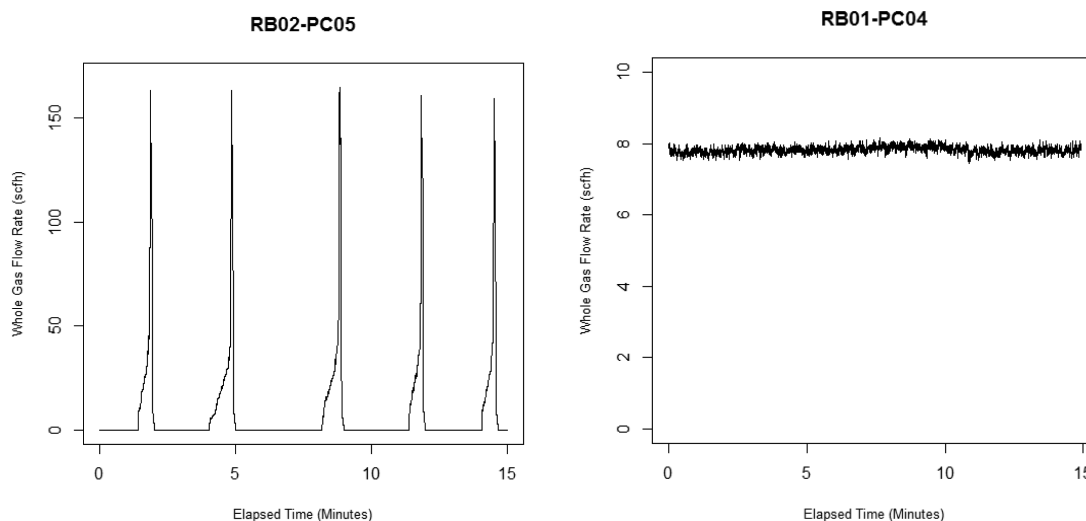 RB02-PC05
Whole Gas Flow Rate (scfh)
150
100
50
0
0 5 10 15
Elapsed Time (Minutes)
RB01-PC04
Whole Gas Flow Rate (scfh)
10
8
6
4
2
0
0 5 10 15
Elapsed Time (Minutes)